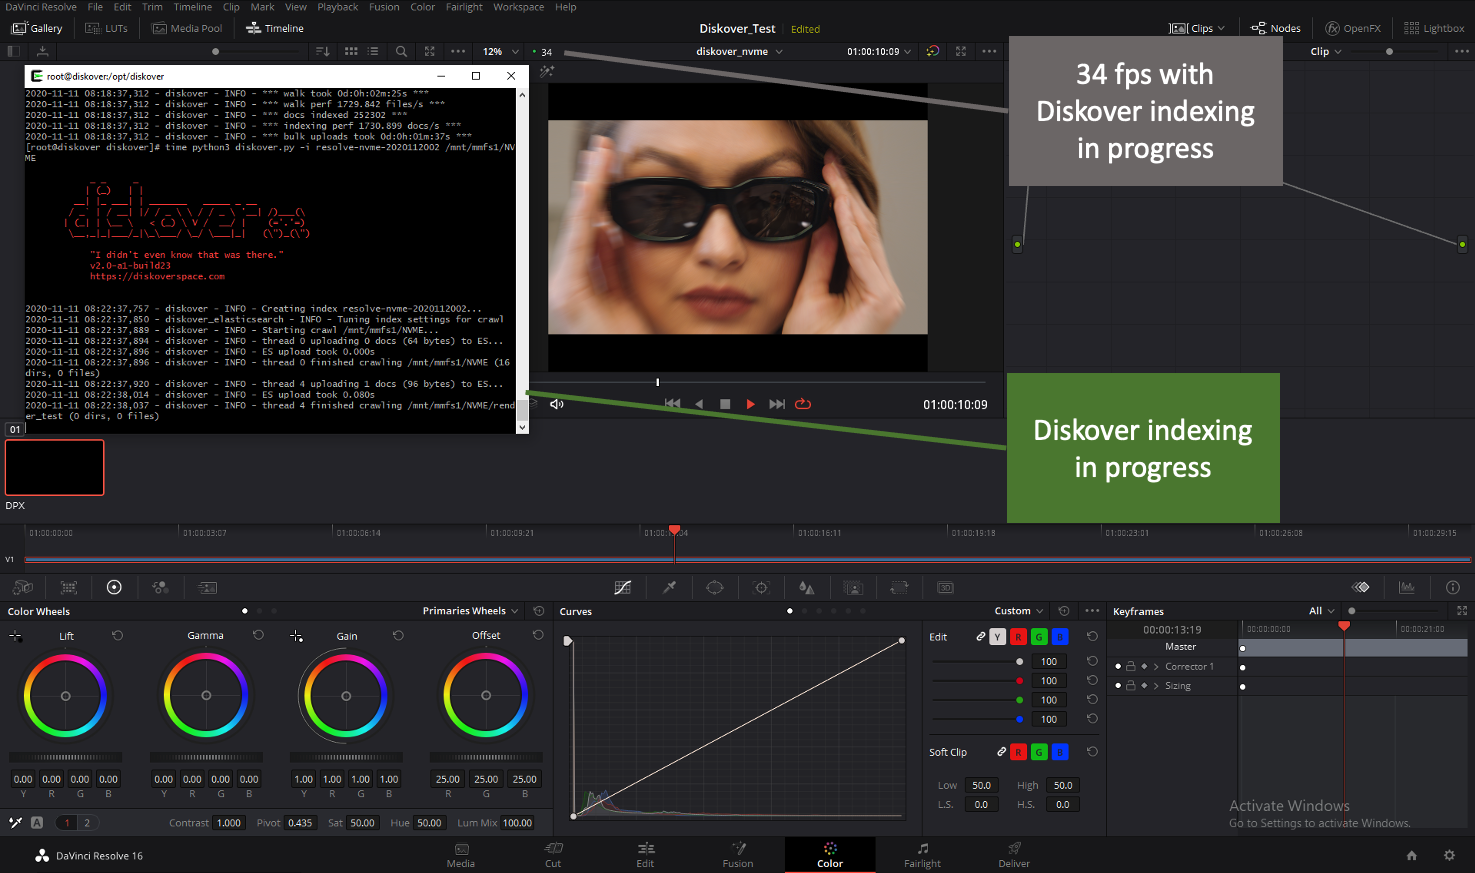 DaVinci Resolve File Edit Trim Timeline Clip Mark View Playback Fusion Color Fairlight Workspace Help
Gallery LUTs Media Pool Timeline
Diskover_Test Edited
Clips Nodes OpenFX Lightbox
12% 34 diskover_nvme 01:00:10:09 Clip
root@diskover:/opt/diskover
2020-11-11 08:18:37,312 - diskover - INFO - *** walk took 0d:0h:02m:25s ***
2020-11-11 08:18:37,312 - diskover - INFO - *** walk perf 1729.842 files/s ***
2020-11-11 08:18:37,312 - diskover - INFO - *** docs indexed 252302 ***
2020-11-11 08:18:37,312 - diskover - INFO - *** indexing perf 1730.899 docs/s ***
2020-11-11 08:18:37,312 - diskover - INFO - *** bulk uploads took 0d:0h:01m:37s ***
[root@diskover diskover]# time python3 diskover.py -i resolve-nvme-2020112002 /mnt/mmfs1/NV
ME
diskover
"I didn't even know that was there."
v2.0-a1-build23
https://diskoverspace.com
2020-11-11 08:22:37,757 - diskover - INFO - Creating index resolve-nvme-2020112002...
2020-11-11 08:22:37,850 - diskover_elasticsearch - INFO - Tuning index settings for crawl
2020-11-11 08:22:37,889 - diskover - INFO - Starting crawl /mnt/mmfs1/NVME...
2020-11-11 08:22:37,894 - diskover - INFO - thread 0 uploading 0 docs (64 bytes) to ES...
2020-11-11 08:22:37,896 - diskover - INFO - ES upload took 0.000s
2020-11-11 08:22:37,896 - diskover - INFO - thread 0 finished crawling /mnt/mmfs1/NVME (16
dirs, 0 files)
2020-11-11 08:22:37,920 - diskover - INFO - thread 4 uploading 1 docs (96 bytes) to ES...
2020-11-11 08:22:38,014 - diskover - INFO - ES upload took 0.080s
2020-11-11 08:22:38,037 - diskover - INFO - thread 4 finished crawling /mnt/mmfs1/NVME/rend
er_test (0 dirs, 0 files)
34 fps with
Diskover indexing
in progress
01:00:10:09
Diskover indexing
in progress
01
DPX
01:00:00:00 01:00:03:07 01:00:06:14 01:00:09:21 01:00:16:11 01:00:19:18 01:00:23:01 01:00:26:08 01:00:29:15
V1
3D
Color Wheels Primaries Wheels
Lift Gamma Gain Offset
0.00 0.00 0.00 0.00 0.00 0.00 0.00 0.00 1.00 1.00 1.00 1.00 25.00 25.00 25.00
Y R G B Y R G B Y R G B R G B
A 1 2 Contrast 1.000 Pivot 0.435 Sat 50.00 Hue 50.00 Lum Mix 100.00
Curves Custom
Edit Y R G B
100
100
100
100
Soft Clip R G B
Low 50.0 High 50.0
L.S. 0.0 H.S. 0.0
Keyframes All
00:00:13:19 00:00:00:00 00:00:21:00
Master
Corrector 1
Sizing
Activate Windows
Go to Settings to activate Windows.
DaVinci Resolve 16
Media Cut Edit Fusion Color Fairlight Deliver